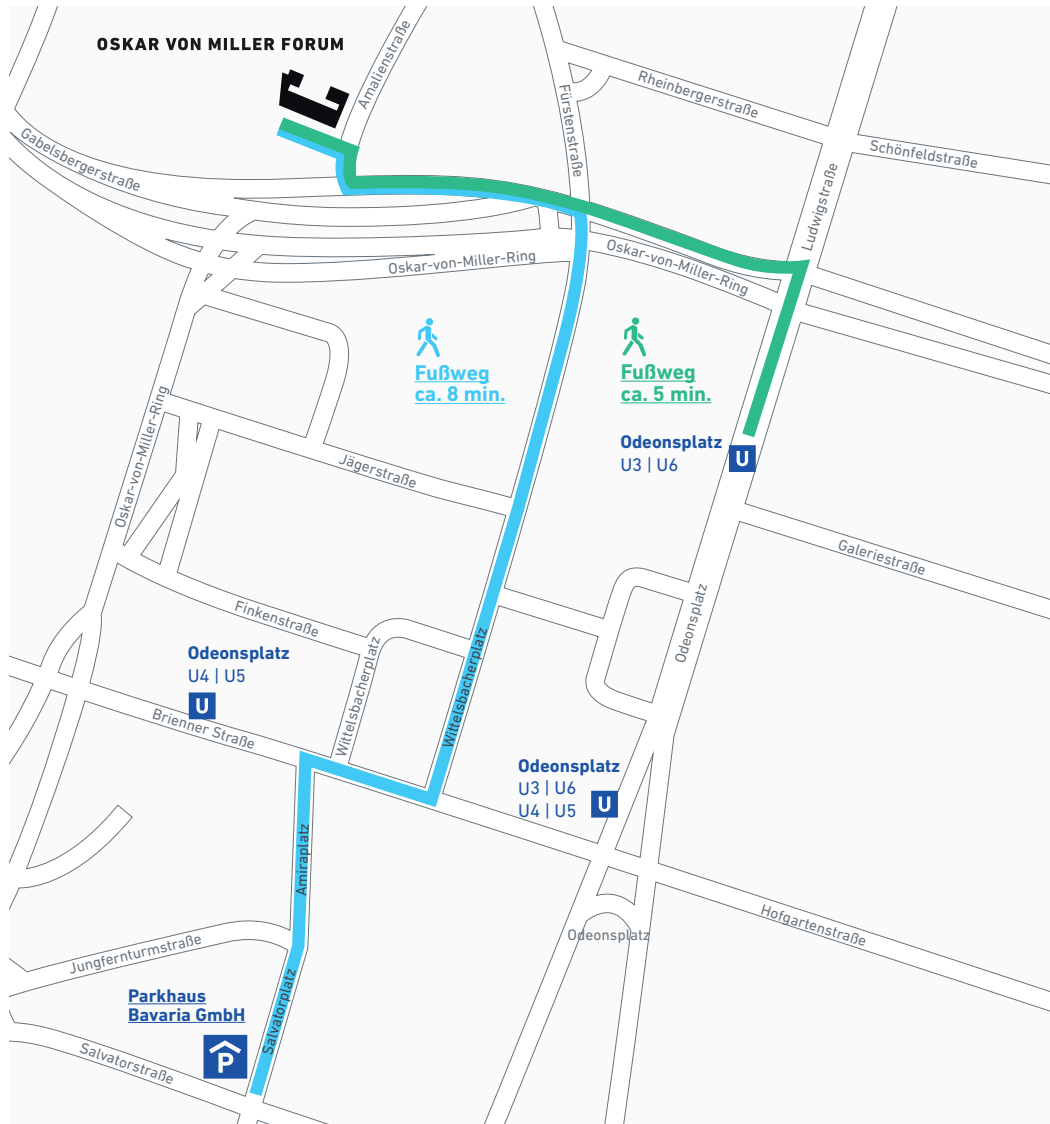 OSKAR VON MILLER FORUM
Amalienstraße
Fürstenstraße
Rheinbergerstraße
Schönfeldstraße
Gabelsbergerstraße
Ludwigstraße
Oskar-von-Miller-Ring
Oskar-von-Miller-Ring
Fußweg
ca. 8 min.
Fußweg
ca. 5 min.
Odeonsplatz
U3 | U6
U
Oskar-von-Miller-Ring
Jägerstraße
Galeriestraße
Finkenstraße
Odeonsplatz
Wittelsbacherplatz
Wittelsbacherplatz
Odeonsplatz
U4 | U5
U
Brienner Straße
Odeonsplatz
U3 | U6
U4 | U5
U
Amiraplatz
Hofgartenstraße
Odeonsplatz
Jungfernturmstraße
Salvatorplatz
Parkhaus
Bavaria GmbH
P
Salvatorstraße